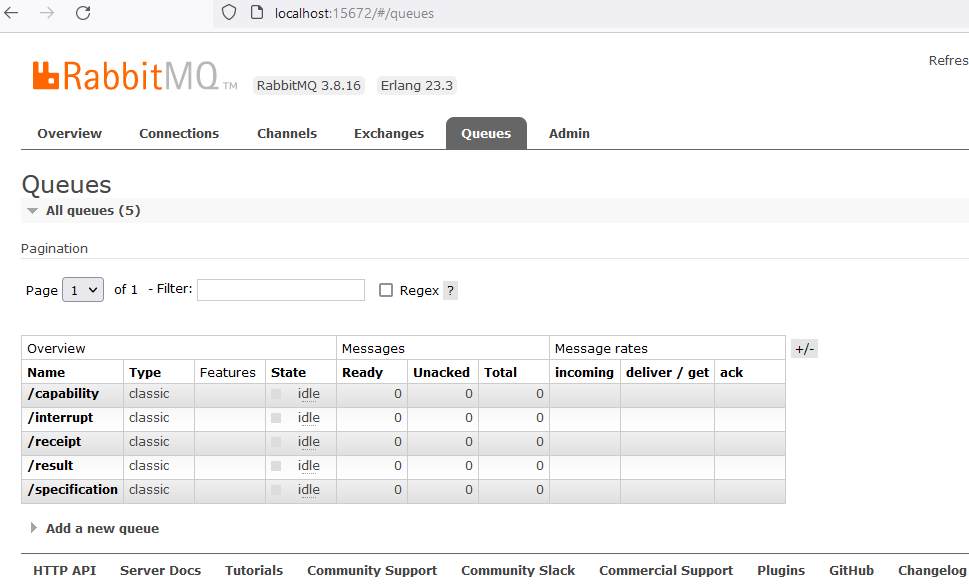 localhost:15672/#/queues
Refres
RabbitMQ TM RabbitMQ 3.8.16 Erlang 23.3
Overview Connections Channels Exchanges Queues Admin
Queues
All queues (5)
Pagination
Page 1 of 1 - Filter: Regex ?
Overview Messages Message rates +/-
Name Type Features State Ready Unacked Total incoming deliver / get ack
/capability classic idle 0 0 0
/interrupt classic idle 0 0 0
/receipt classic idle 0 0 0
/result classic idle 0 0 0
/specification classic idle 0 0 0
Add a new queue
HTTP API Server Docs Tutorials Community Support Community Slack Commercial Support Plugins GitHub Changelog